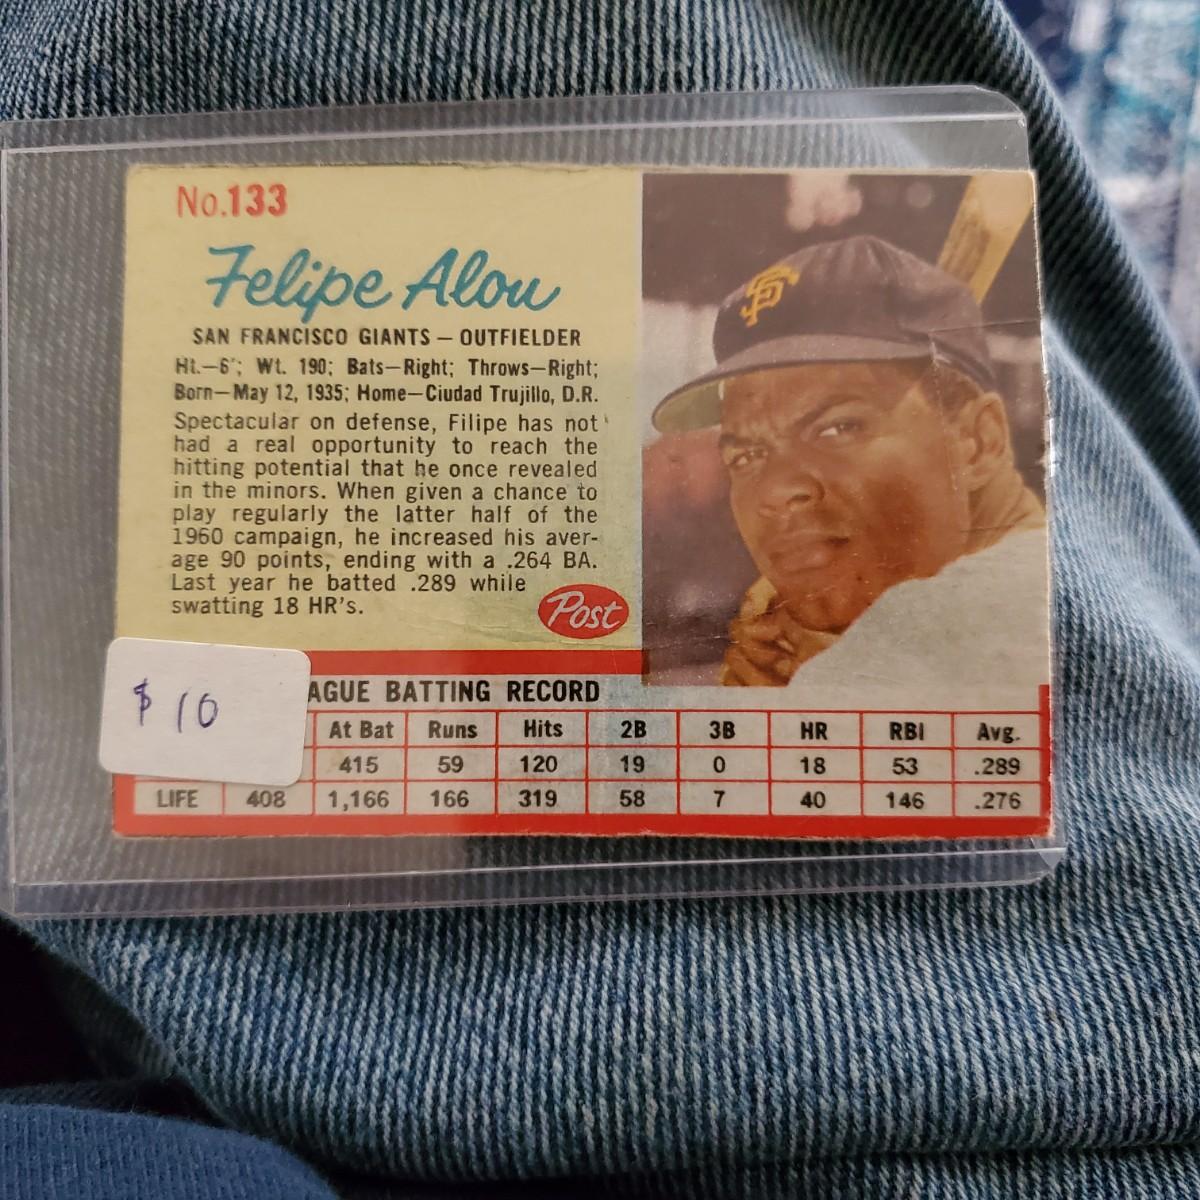 No.133
Felipe Alou
SAN FRANCISCO GIANTS — OUTFIELDER
Ht.—6'; Wt. 190; Bats—Right; Throws—Right;
Born—May 12, 1935; Home—Ciudad Trujillo, D.R.
Spectacular on defense, Filipe has not
had a real opportunity to reach the
hitting potential that he once revealed
in the minors. When given a chance to
play regularly the latter half of the
1960 campaign, he increased his aver-
age 90 points, ending with a .264 BA.
Last year he batted .289 while
swatting 18 HR's.
Post
SF
$10
AGUE BATTING RECORD
At Bat Runs Hits 2B 3B HR RBI Avg.
415 59 120 19 0 18 53 .289
LIFE 408 1,166 166 319 58 7 40 146 .276